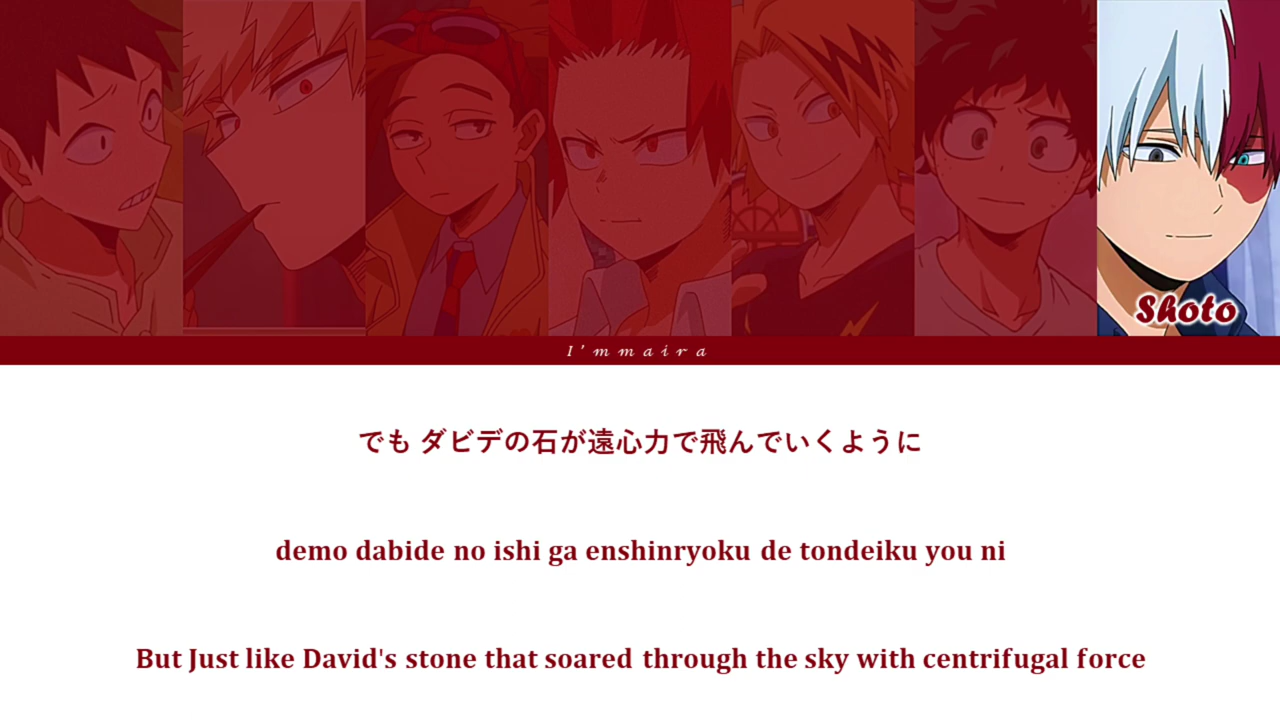 Shoto
I'mmaira
でも ダビデの石が遠心力で飛んでいくように
demo dabide no ishi ga enshinryoku de tondeiku you ni
But Just like David's stone that soared through the sky with centrifugal force